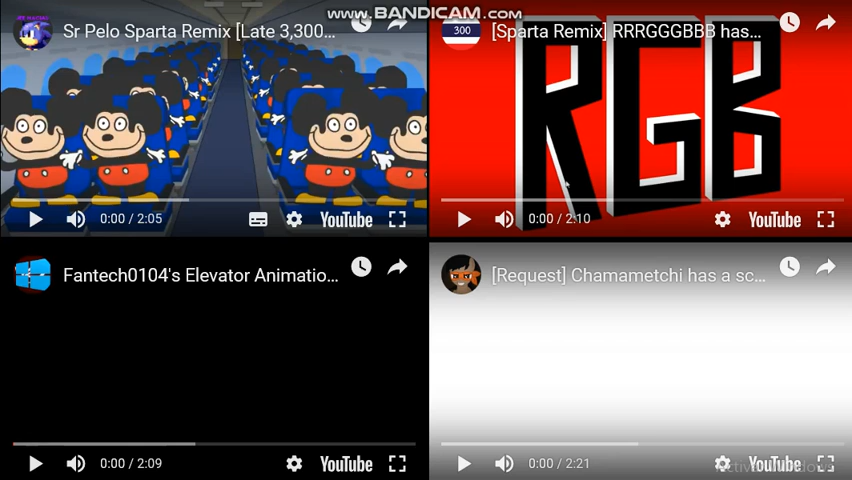 www.BANDICAM.com
Sr Pelo Sparta Remix [Late 3,300...
300
[Sparta Remix] RRRGGGBBB has...
RGB
0:00 / 2:05
YouTube
0:00 / 2:10
YouTube
Fantech0104's Elevator Animatio...
[Request] Chamametchi has a sc...
0:00 / 2:09
YouTube
0:00 / 2:21
YouTube
Activate Windows